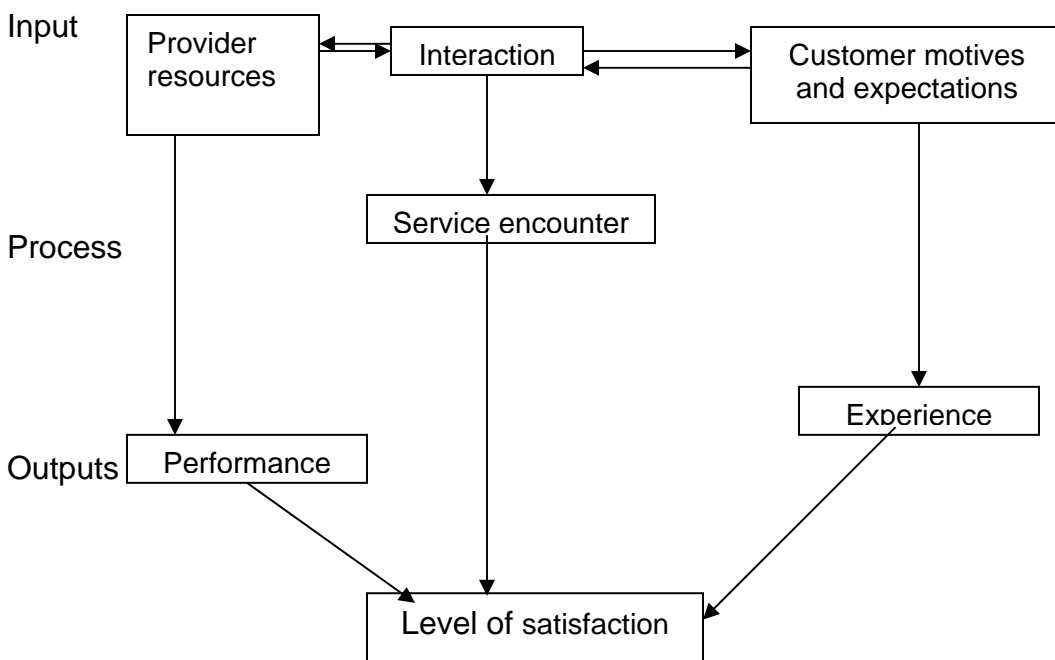 Input
Provider
resources
Interaction
Customer motives
and expectations
Service encounter
Process
Experience
Outputs
Performance
Level of satisfaction